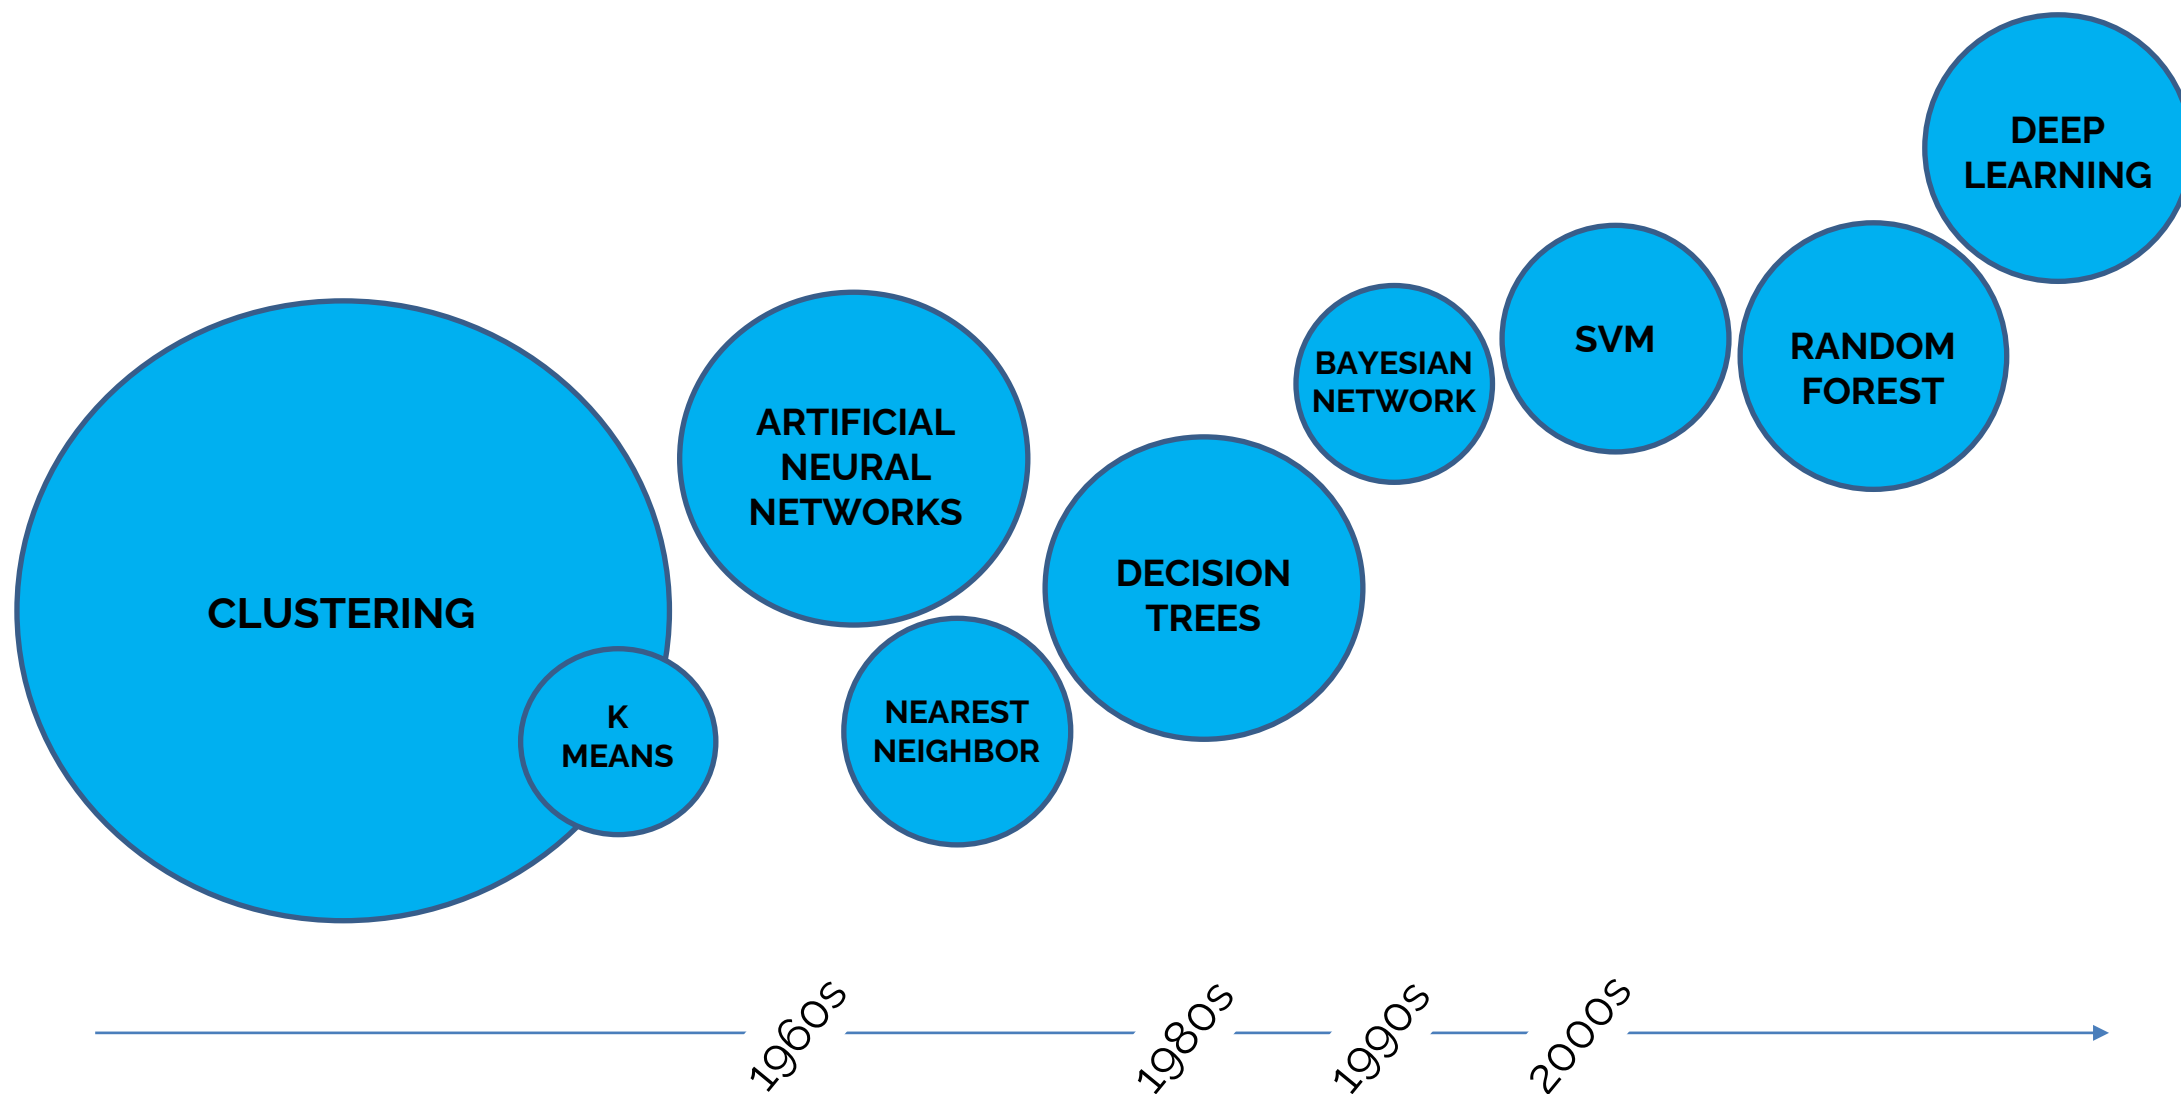 CLUSTERING
K
MEANS
ARTIFICIAL
NEURAL
NETWORKS
NEAREST
NEIGHBOR
DECISION
TREES
BAYESIAN
NETWORK
SVM
RANDOM
FOREST
DEEP
LEARNING
1960s
1980s
1990s
2000s